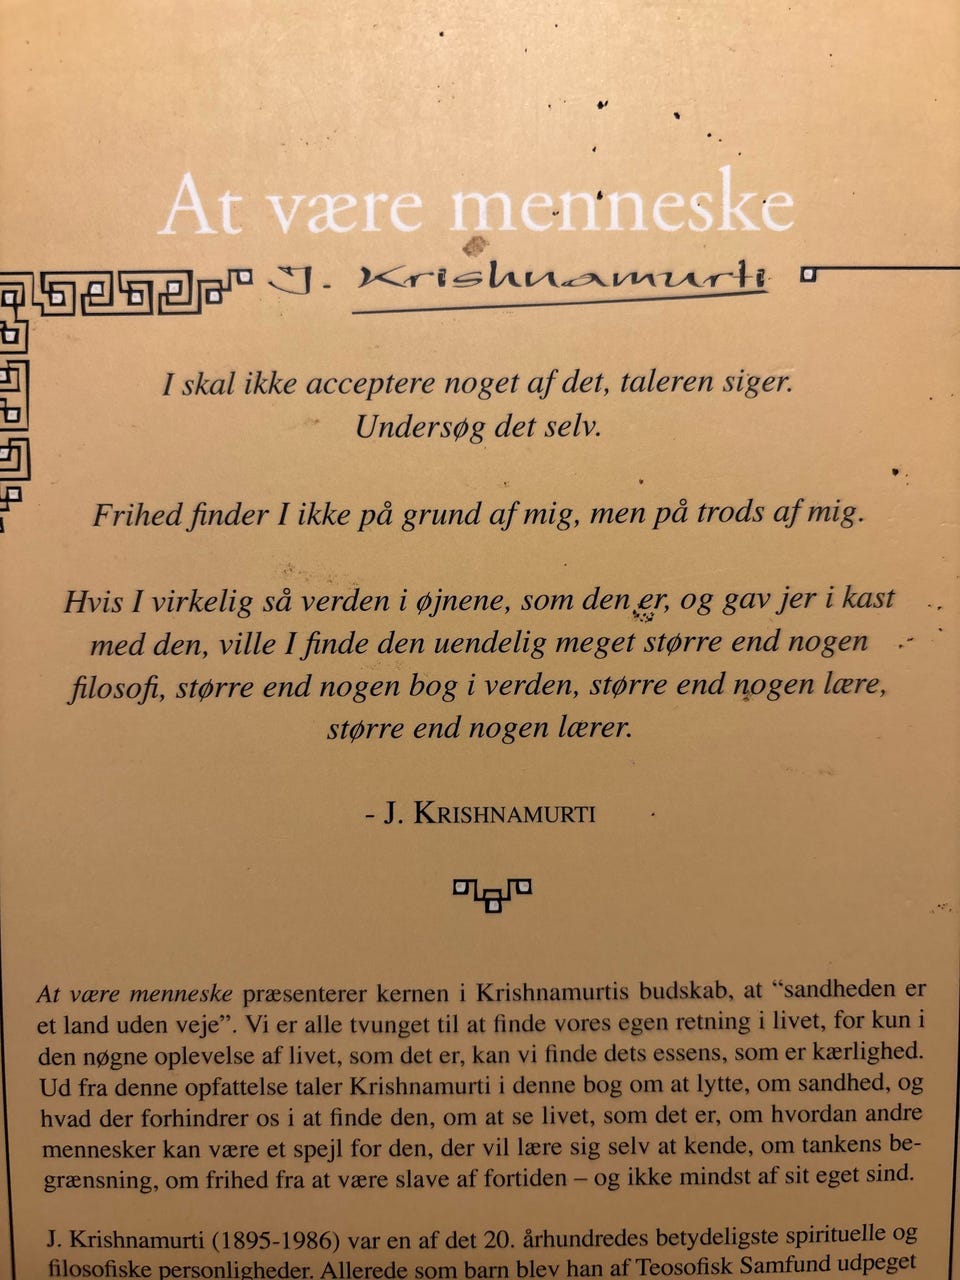 At være menneske
J. Krishnamurti
I skal ikke acceptere noget af det, taleren siger.
Undersøg det selv.
Frihed finder I ikke på grund af mig, men på trods af mig.
Hvis I virkelig så verden i øjnene, som den er, og gav jer i kast
med den, ville I finde den uendelig meget større end nogen
filosofi, større end nogen bog i verden, større end nogen lære,
større end nogen lærer.
- J. KRISHNAMURTI
At være menneske præsenterer kernen i Krishnamurtis budskab, at “sandheden er
et land uden veje”. Vi er alle tvunget til at finde vores egen retning i livet, for kun i
den nøgne oplevelse af livet, som det er, kan vi finde dets essens, som er kærlighed.
Ud fra denne opfattelse taler Krishnamurti i denne bog om at lytte, om sandhed, og
hvad der forhindrer os i at finde den, om at se livet, som det er, om hvordan andre
mennesker kan være et spejl for den, der vil lære sig selv at kende, om tankens be-
grænsning, om frihed fra at være slave af fortiden – og ikke mindst af sit eget sind.
J. Krishnamurti (1895-1986) var en af det 20. århundredes betydeligste spirituelle og
filosofiske personligheder. Allerede som barn blev han af Teosofisk Samfund udpeget